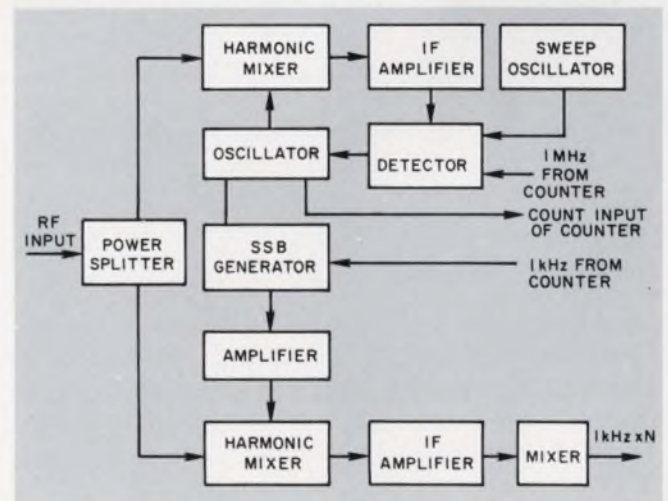 HARMONIC
MIXER
IF
AMPLIFIER
SWEEP
OSCILLATOR
OSCILLATOR
DETECTOR
1MHz
FROM
COUNTER
COUNT INPUT
OF COUNTER
RF
INPUT
POWER
SPLITTER
SSB
GENERATOR
1kHz FROM
COUNTER
AMPLIFIER
HARMONIC
MIXER
IF
AMPLIFIER
MIXER
1kHz x N